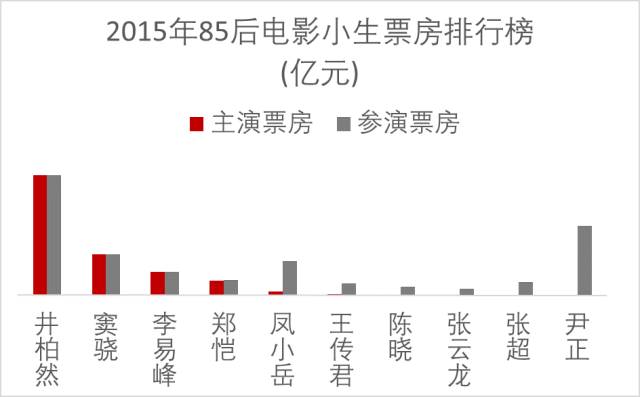 2015年85后电影小生票房排行榜
(亿元)
主演票房 参演票房
井柏然
窦骁
李易峰
郑恺
凤小岳
王传君
陈晓
张云龙
张超
尹正